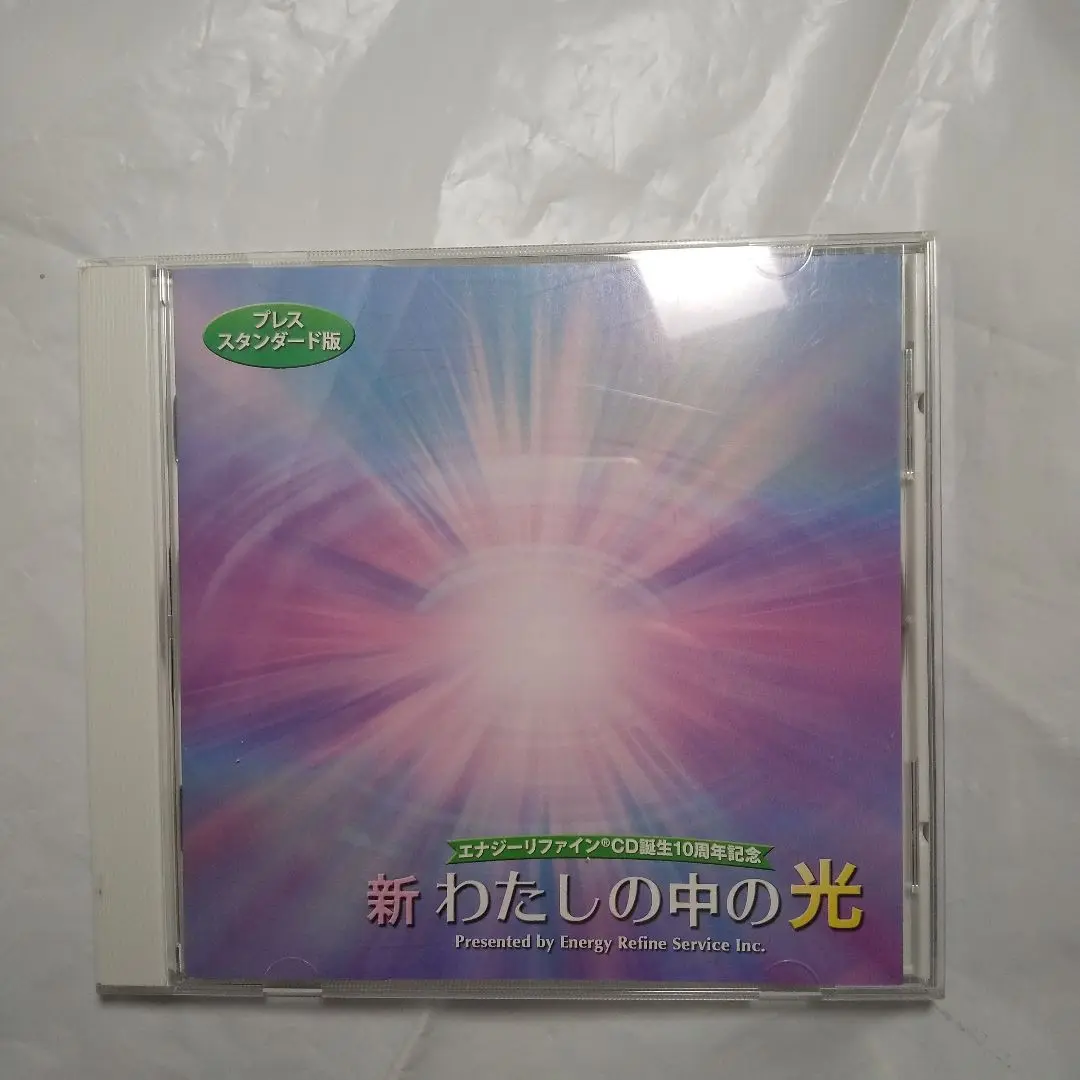 プレス
スタンダード版
エナジーリファイン®CD誕生10周年記念
新 わたしの中の光
Presented by Energy Refine Service Inc.